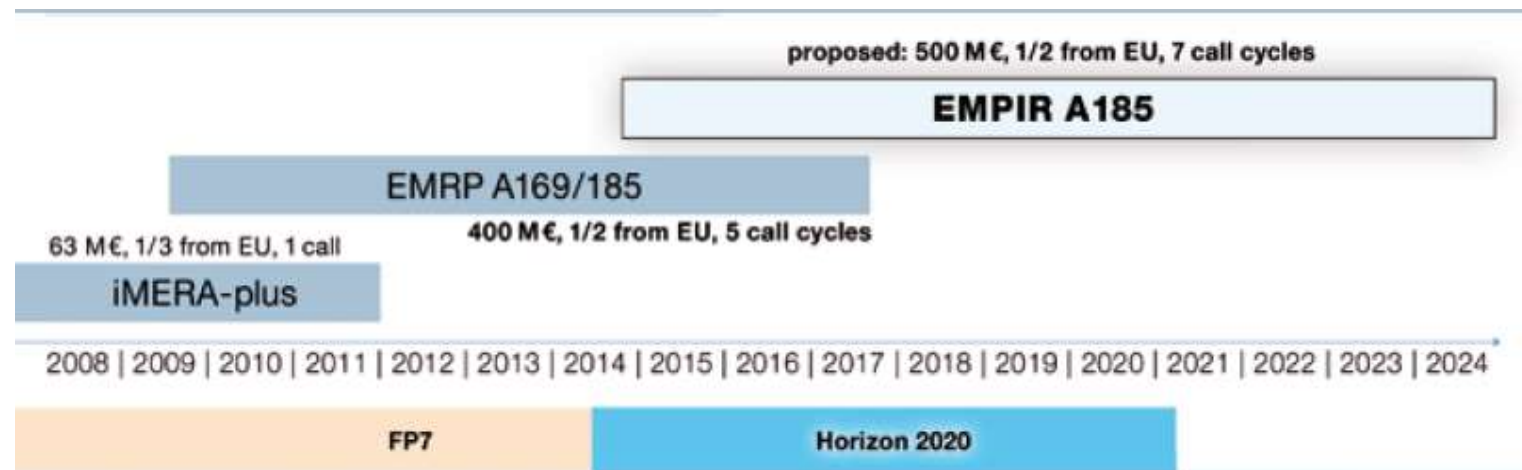 proposed: 500 M€, 1/2 from EU, 7 call cycles
EMPIR A185
EMRP A169/185
400 M€, 1/2 from EU, 5 call cycles
63 M€, 1/3 from EU, 1 call
iMERA-plus
2008 | 2009 | 2010 | 2011 | 2012 | 2013 | 2014 | 2015 | 2016 | 2017 | 2018 | 2019 | 2020 | 2021 | 2022 | 2023 | 2024
FP7 Horizon 2020